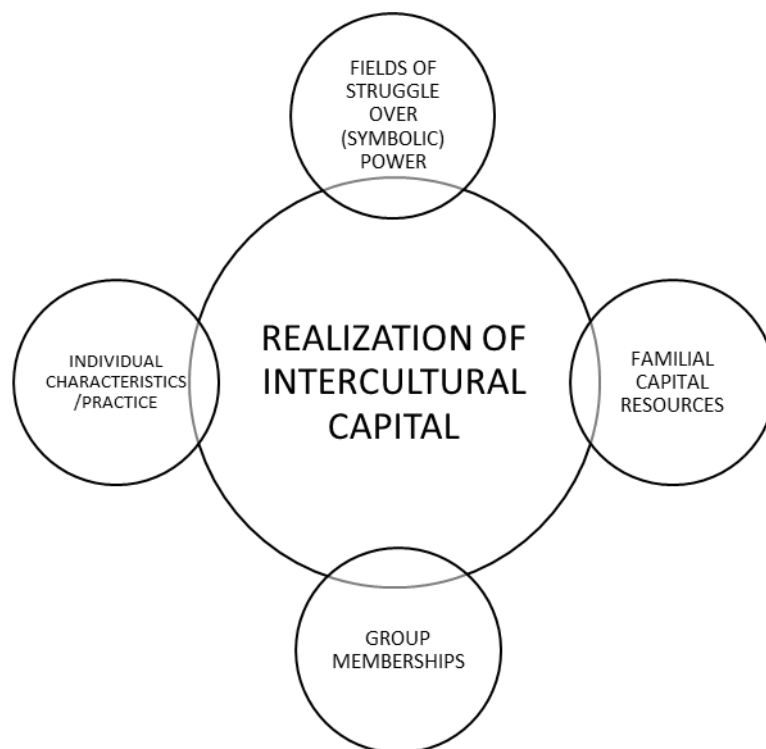 FIELDS OF
STRUGGLE
OVER
(SYMBOLIC)
POWER
REALIZATION OF
INTERCULTURAL
CAPITAL
INDIVIDUAL
CHARACTERISTICS
/PRACTICE
FAMILIAL
CAPITAL
RESOURCES
GROUP
MEMBERSHIPS